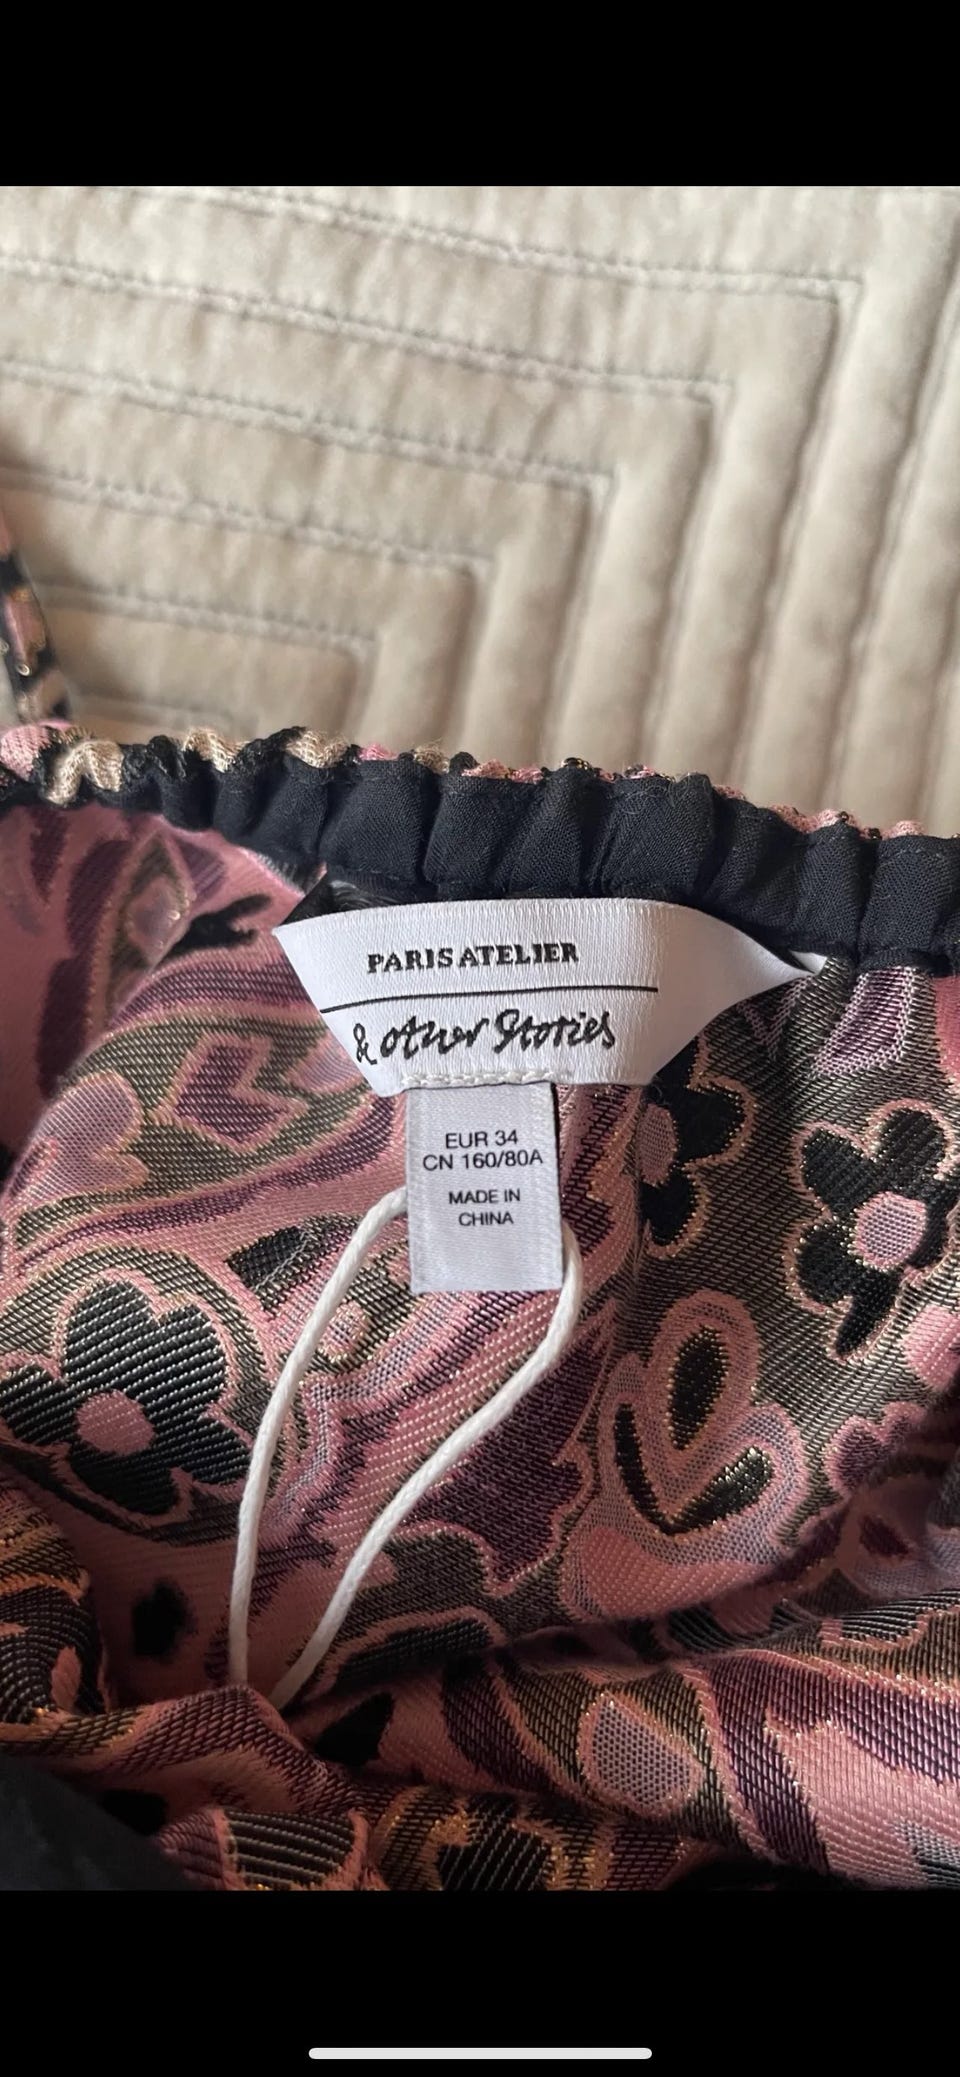 PARIS ATELIER
& other Stories
EUR 34
CN 160/80A
MADE IN
CHINA